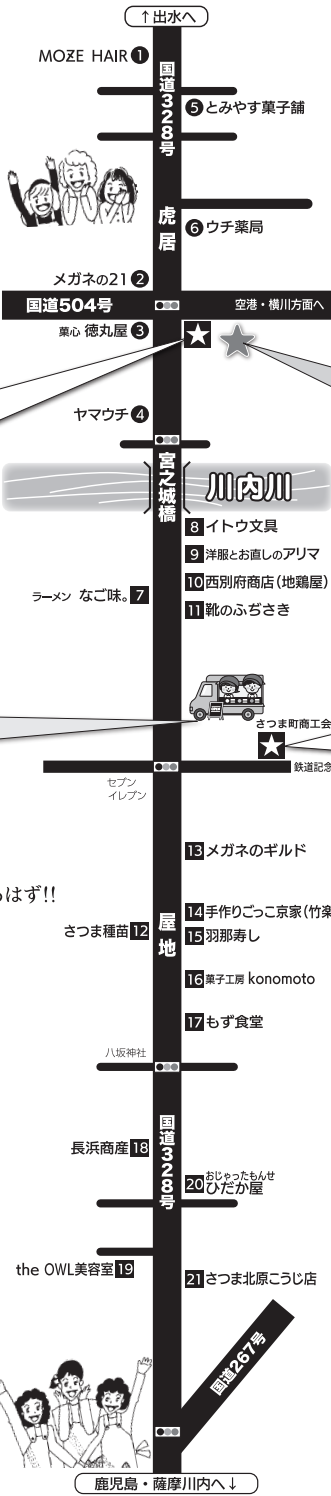 ↑出水へ
MOZE HAIR 1
国道328号
5 とみやす菓子舗
虎居
6 ウチ薬局
メガネの21 2
国道504号
空港・横川方面へ
菓心 徳丸屋 3
ヤマウチ 4
宮之城橋
川内川
8 イトウ文具
9 洋服とお直しのアリマ
10 西別府商店(地鶏屋)
ラーメン なご味。 7
11 靴のふぢさき
さつま町商工会
鉄道記念
セブン
イレブン
13 メガネのギルド
らはず!!
14 手作りごっこ京家(竹楽
さつま種苗 12
屋地
15 羽那寿し
16 菓子工房 konomoto
17 もず食堂
八坂神社
国道328号
長浜商産 18
おじゃったもんせ
20 ひだか屋
the OWL美容室 19
21 さつま北原こうじ店
国道267号
鹿児島・薩摩川内へ↓